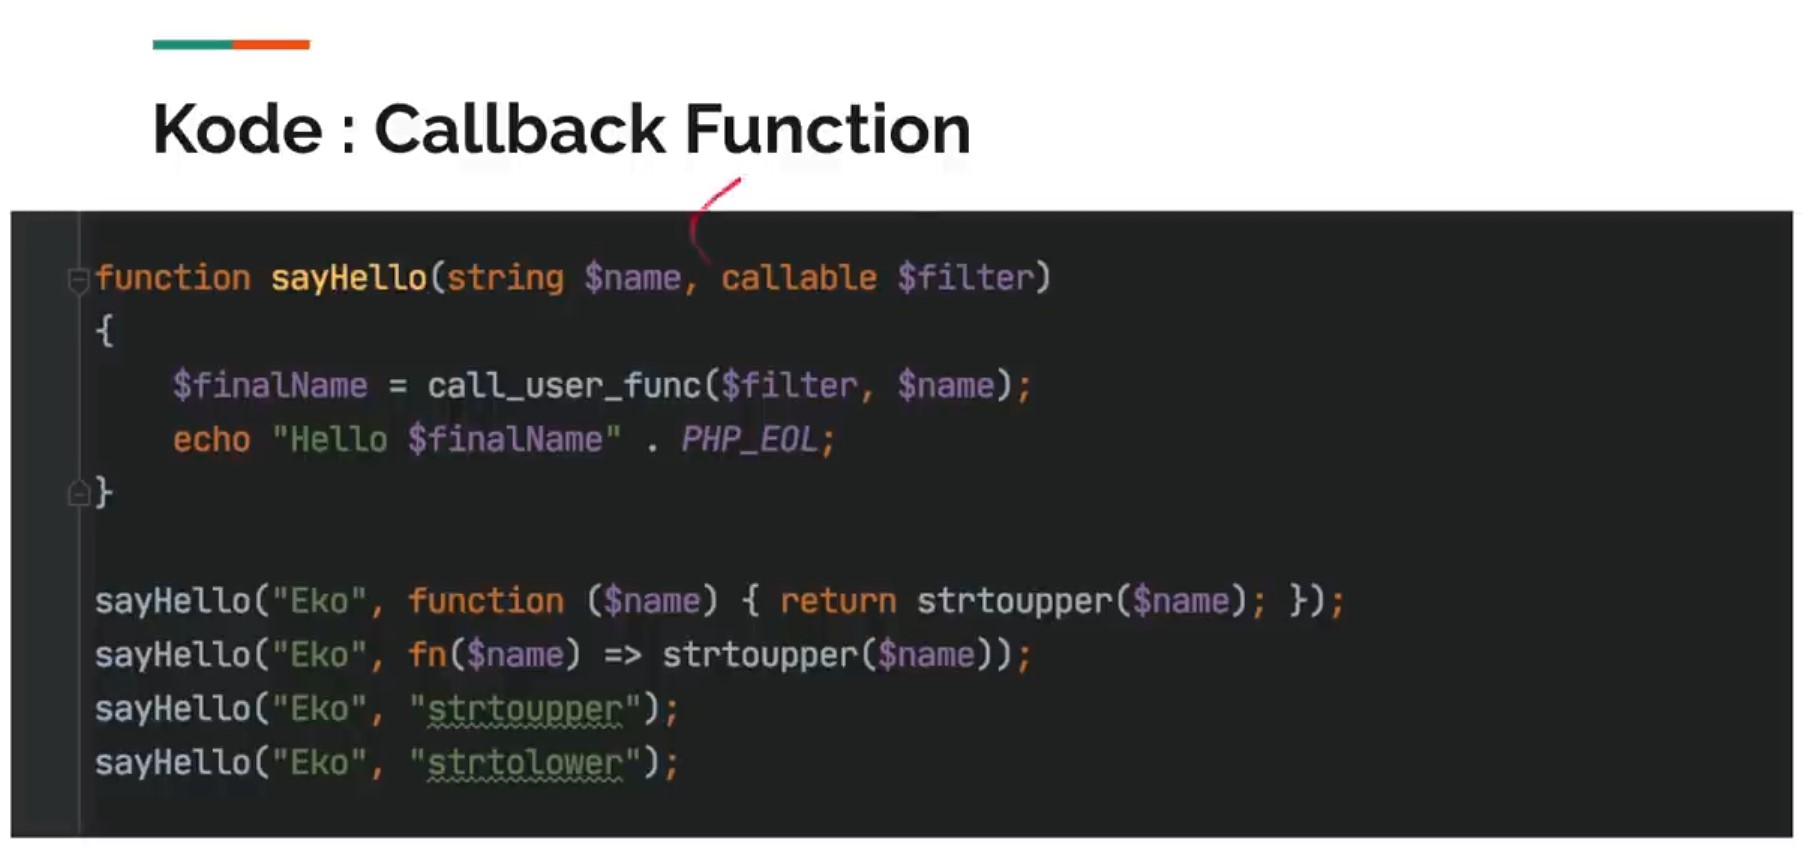 Kode : Callback Function
function sayHello(string $name, callable $filter)
{
$finalName = call_user_func($filter, $name);
echo "Hello $finalName" . PHP_EOL;
}
sayHello("Eko", function ($name) { return strtoupper($name); });
sayHello("Eko", fn($name) => strtoupper($name));
sayHello("Eko", "strtoupper");
sayHello("Eko", "strtolower");